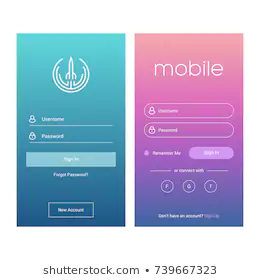 Username
Password
Sign In
Forgot Password?
New Account
mobile
Username
Password
Remember Me
Sign In
or connect with
F
G
T
Don't have an account? Sign Up
shutterstock.com • 739667323